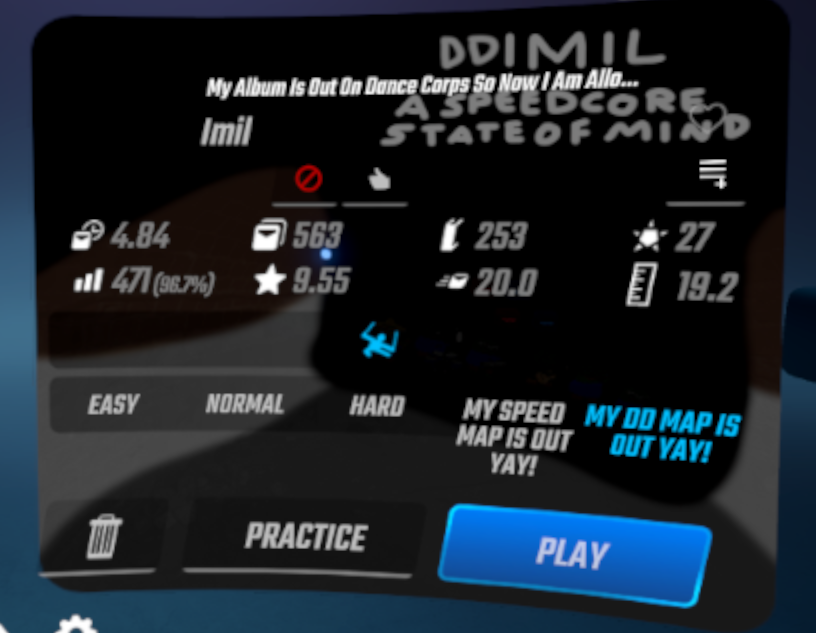 DDIMIL
My Album Is Out On Dance Corps So Now I Am Allo...
A SPEEDCORE
Imil
STATE OF MIND
4.84 563 253 27
471 (96.7%) 9.55 20.0 19.2
EASY NORMAL HARD MY SPEED MAP IS OUT YAY! MY DD MAP IS OUT YAY!
PRACTICE PLAY